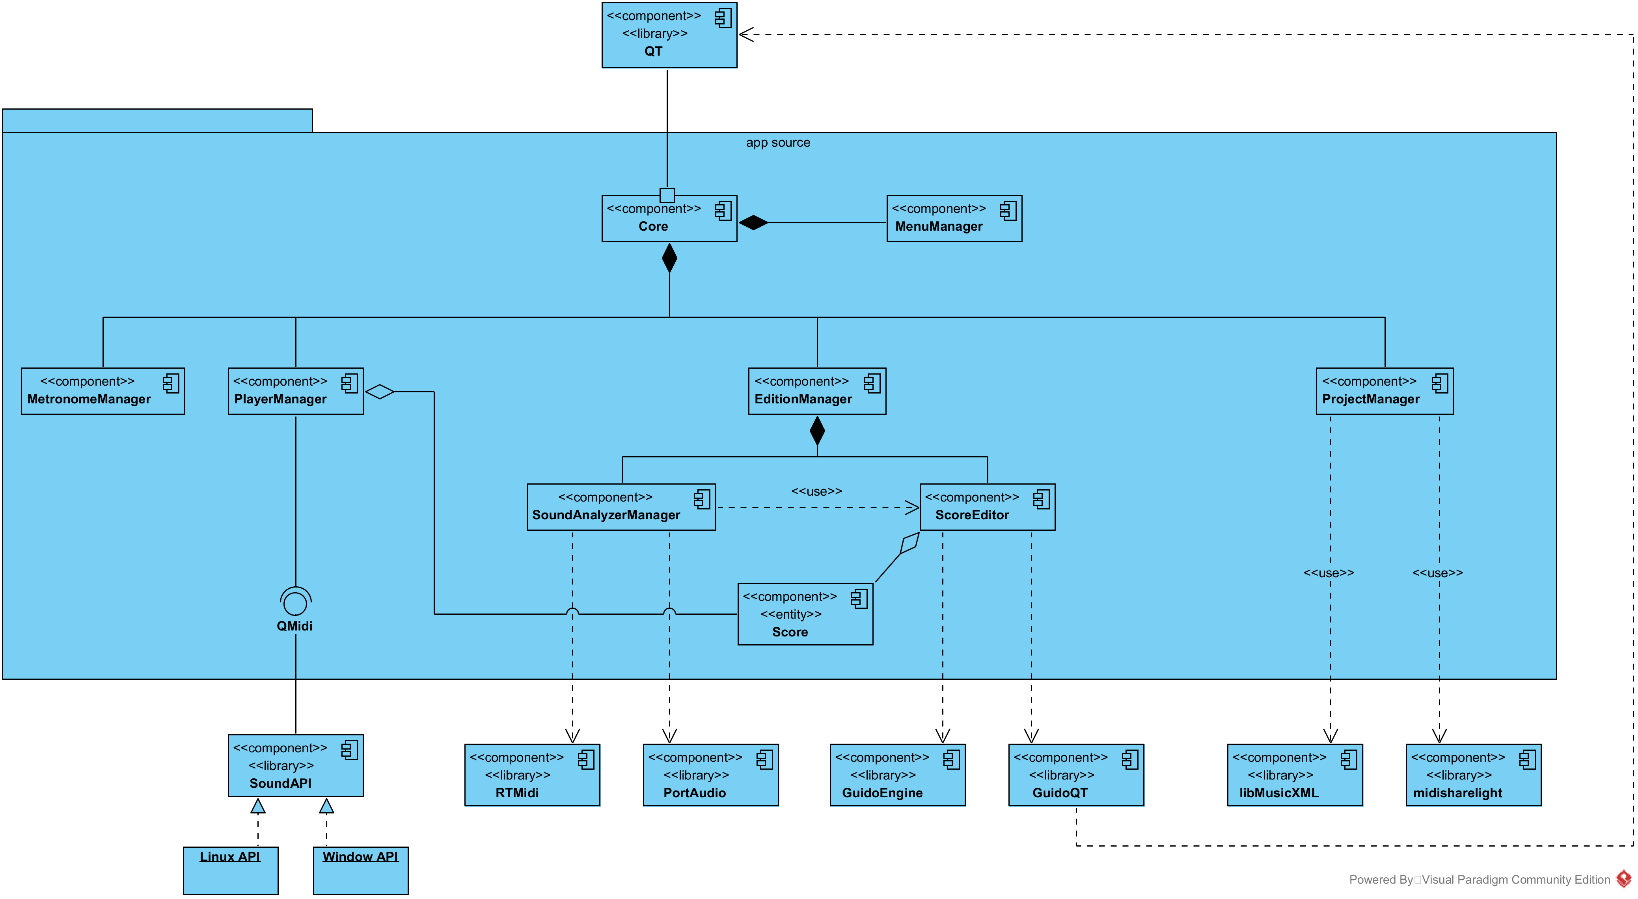 <<component>>
<<library>>
QT
app source
<<component>>
Core
<<component>>
MenuManager
<<component>>
MetronomeManager
<<component>>
PlayerManager
<<component>>
EditionManager
<<component>>
ProjectManager
<<component>>
SoundAnalyzerManager
<<use>>
<<component>>
ScoreEditor
<<use>>
<<use>>
<<component>>
<<entity>>
Score
QMidi
<<component>>
<<library>>
SoundAPI
<<component>>
<<library>>
RTMidi
<<component>>
<<library>>
PortAudio
<<component>>
<<library>>
GuidoEngine
<<component>>
<<library>>
GuidoQT
<<component>>
<<library>>
libMusicXML
<<component>>
<<library>>
midisharelight
Linux API
Window API
Powered By□Visual Paradigm Community Edition